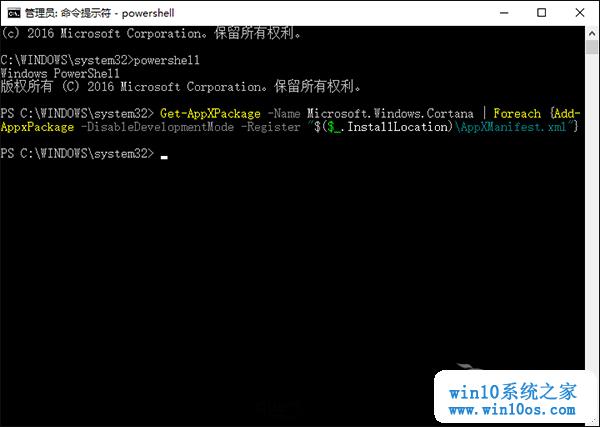 管理员: 命令提示符 - powershell
(c) 2016 Microsoft Corporation。保留所有权利。
C:\WINDOWS\system32>powershell
Windows PowerShell
版权所有 (C) 2016 Microsoft Corporation。保留所有权利。
PS C:\WINDOWS\system32> Get-AppXPackage -Name Microsoft.Windows.Cortana | Foreach {Add-
AppxPackage -DisableDevelopmentMode -Register "$($_.InstallLocation)\AppXManifest.xml"}
PS C:\WINDOWS\system32>
win10系统之家
www.win10os.com